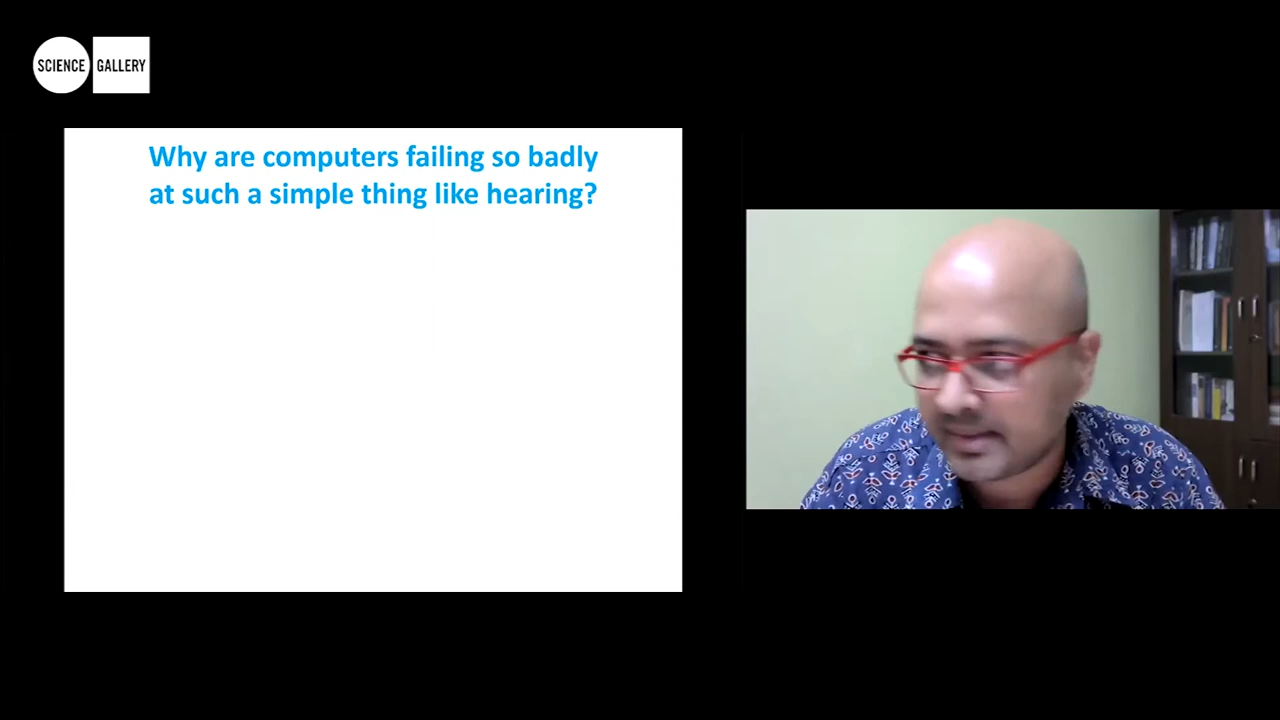 SCIENCE GALLERY
Why are computers failing so badly
at such a simple thing like hearing?